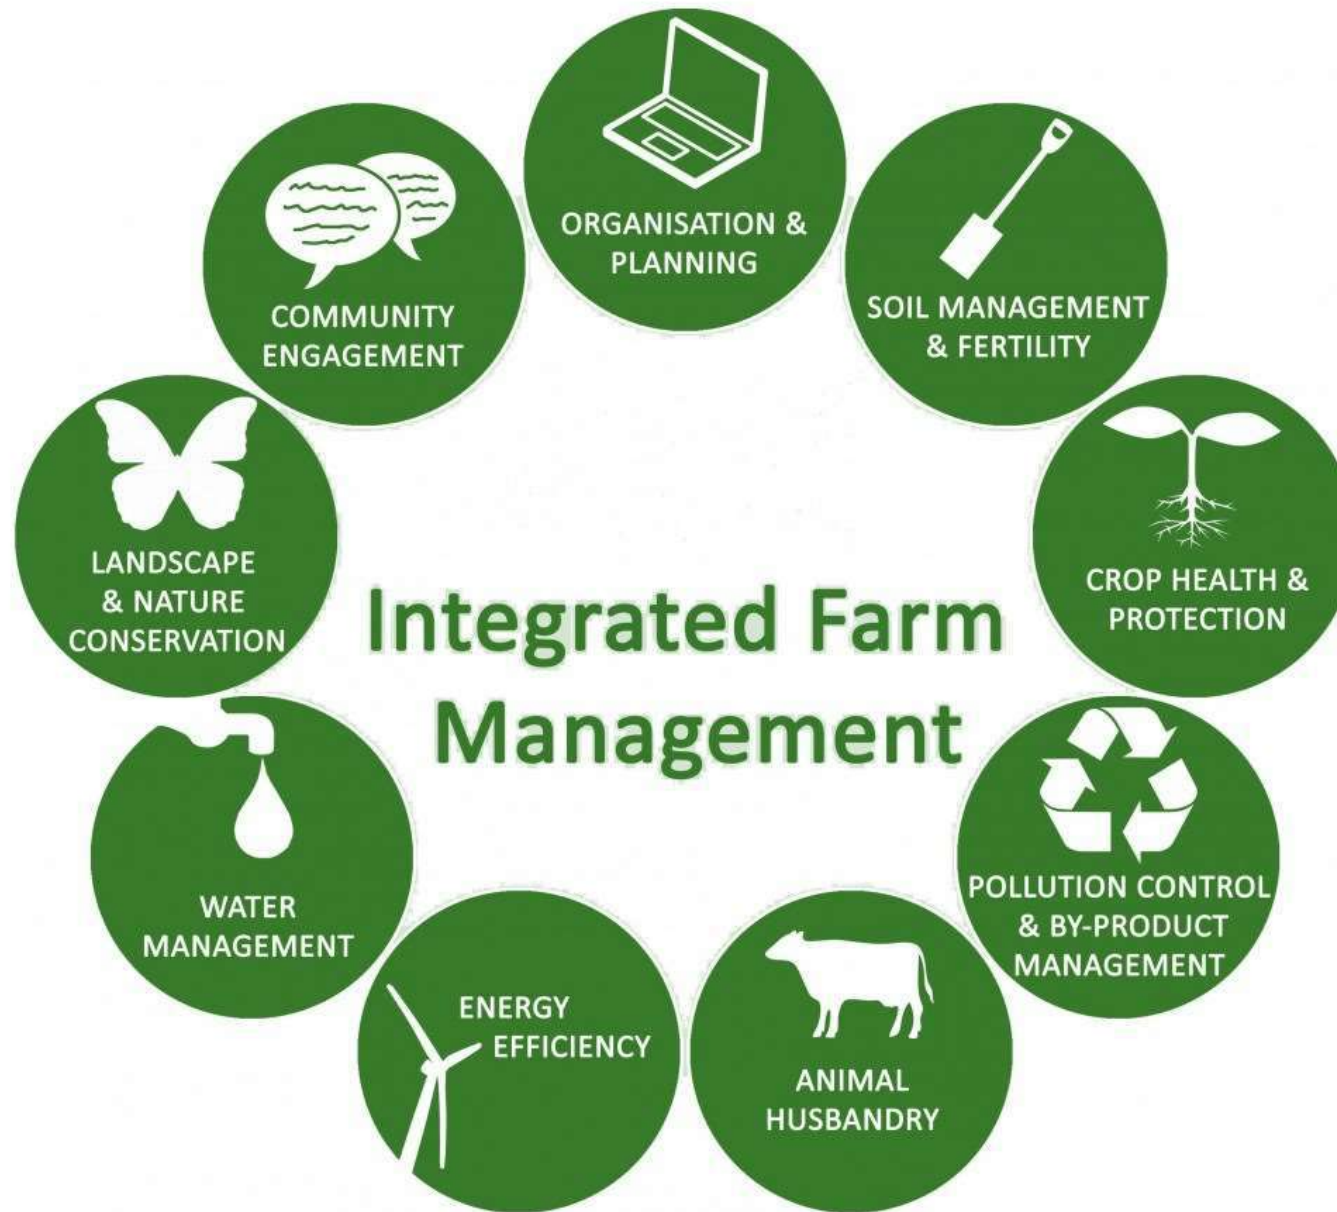 ORGANISATION &
PLANNING
SOIL MANAGEMENT
& FERTILITY
CROP HEALTH &
PROTECTION
POLLUTION CONTROL
& BY-PRODUCT
MANAGEMENT
ANIMAL
HUSBANDRY
ENERGY
EFFICIENCY
WATER
MANAGEMENT
LANDSCAPE
& NATURE
CONSERVATION
COMMUNITY
ENGAGEMENT
Integrated Farm
Management